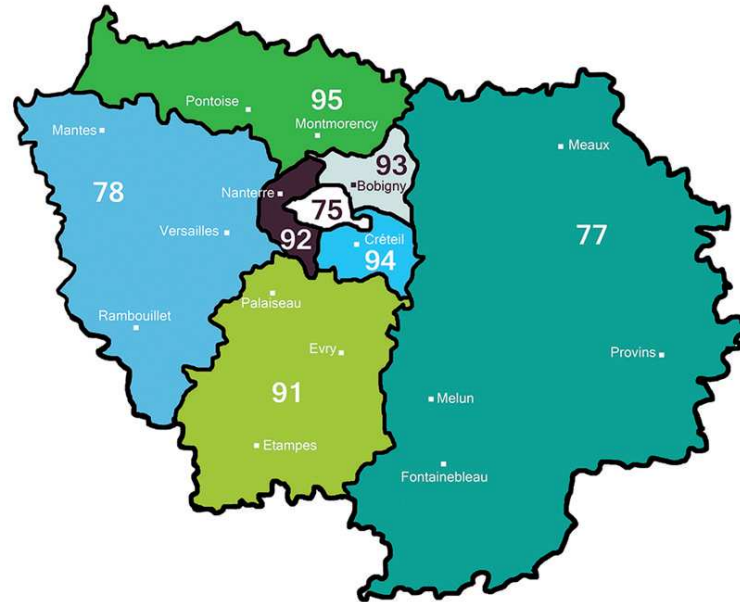 95
Pontoise
Montmorency
Mantes
93
Bobigny
Meaux
78
Nanterre
75
Versailles
92
Créteil
94
77
Palaiseau
Rambouillet
Evry
Provins
91
Melun
Etampes
Fontainebleau